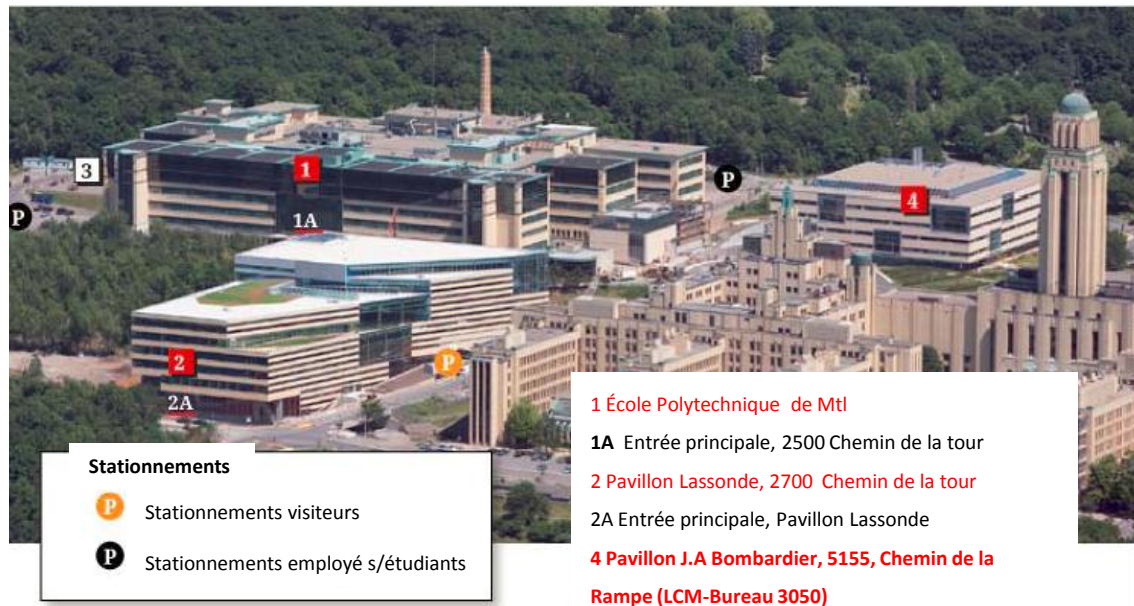 3
1
P
4
P
1A
P
2
2A
Stationnements
P Stationnements visiteurs
P Stationnements employé s/étudiants
1 École Polytechnique de Mtl
1A Entrée principale, 2500 Chemin de la tour
2 Pavillon Lassonde, 2700 Chemin de la tour
2A Entrée principale, Pavillon Lassonde
4 Pavillon J.A Bombardier, 5155, Chemin de la
Rampe (LCM-Bureau 3050)